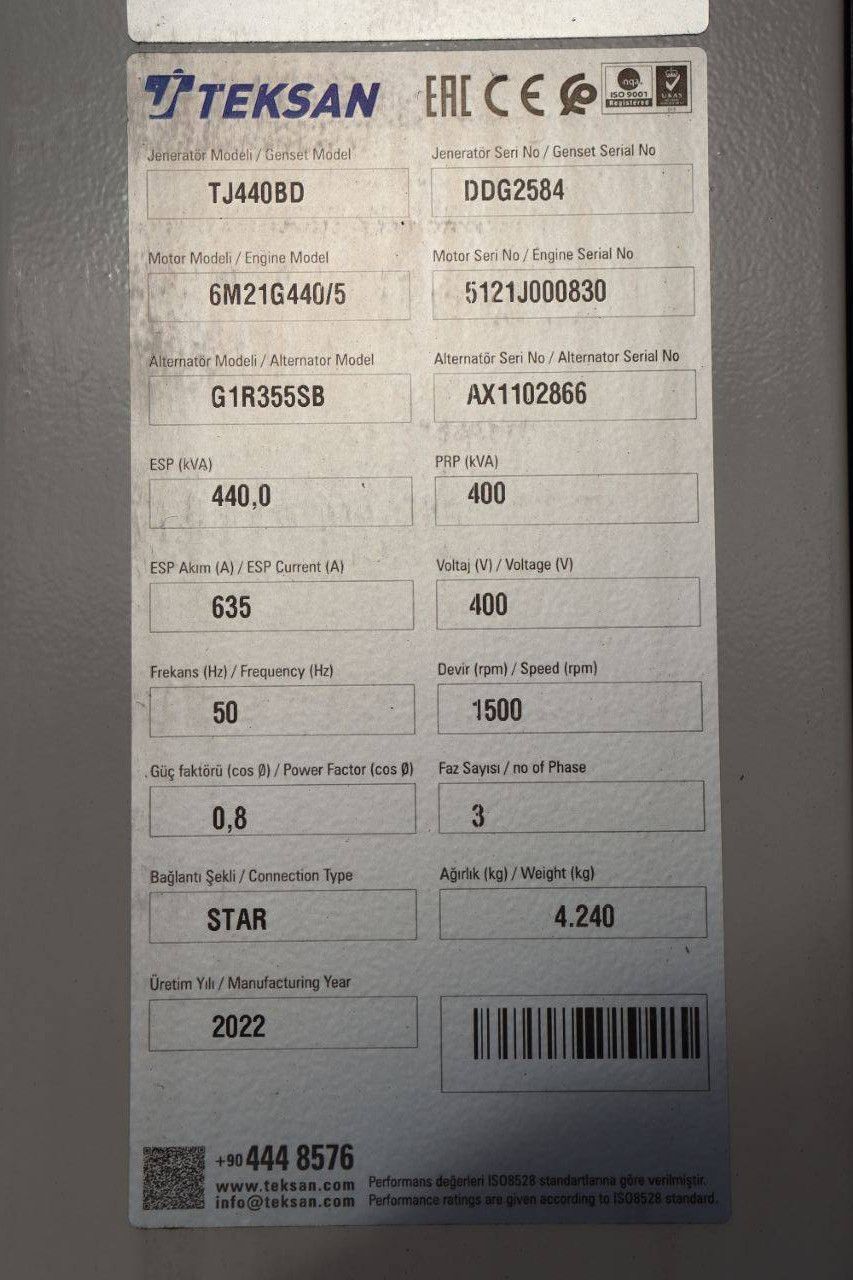 TEKSAN EAC CE nqa.
ISO 9001 UKAS
Registered
Jeneratör Modeli / Genset Model Jeneratör Seri No / Genset Serial No
TJ440BD DDG2584
Motor Modeli / Engine Model Motor Seri No / Engine Serial No
6M21G440/5 5121J000830
Alternatör Modeli / Alternator Model Alternatör Seri No / Alternator Serial No
G1R355SB AX1102866
ESP (kVA) PRP (kVA)
440,0 400
ESP Akım (A) / ESP Current (A) Voltaj (V) / Voltage (V)
635 400
Frekans (Hz) / Frequency (Hz) Devir (rpm) / Speed (rpm)
50 1500
Güç faktörü (cos Ø) / Power Factor (cos Ø) Faz Sayısı / no of Phase
0,8 3
Bağlantı Şekli / Connection Type Ağırlık (kg) / Weight (kg)
STAR 4.240
Üretim Yılı / Manufacturing Year
2022
+90 444 8576
www.teksan.com Performans değerleri ISO8528 standartlarına göre verilmiştir.
info@teksan.com Performance ratings are given according to ISO8528 standard.